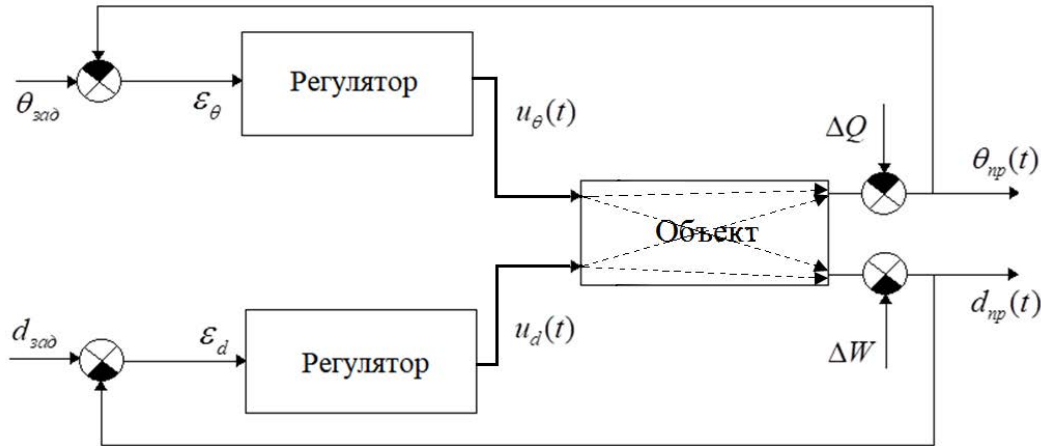 Регулятор
θзад
εθ
uθ(t)
ΔQ
θпр(t)
Объект
dзад
εd
Регулятор
ud(t)
ΔW
dпр(t)